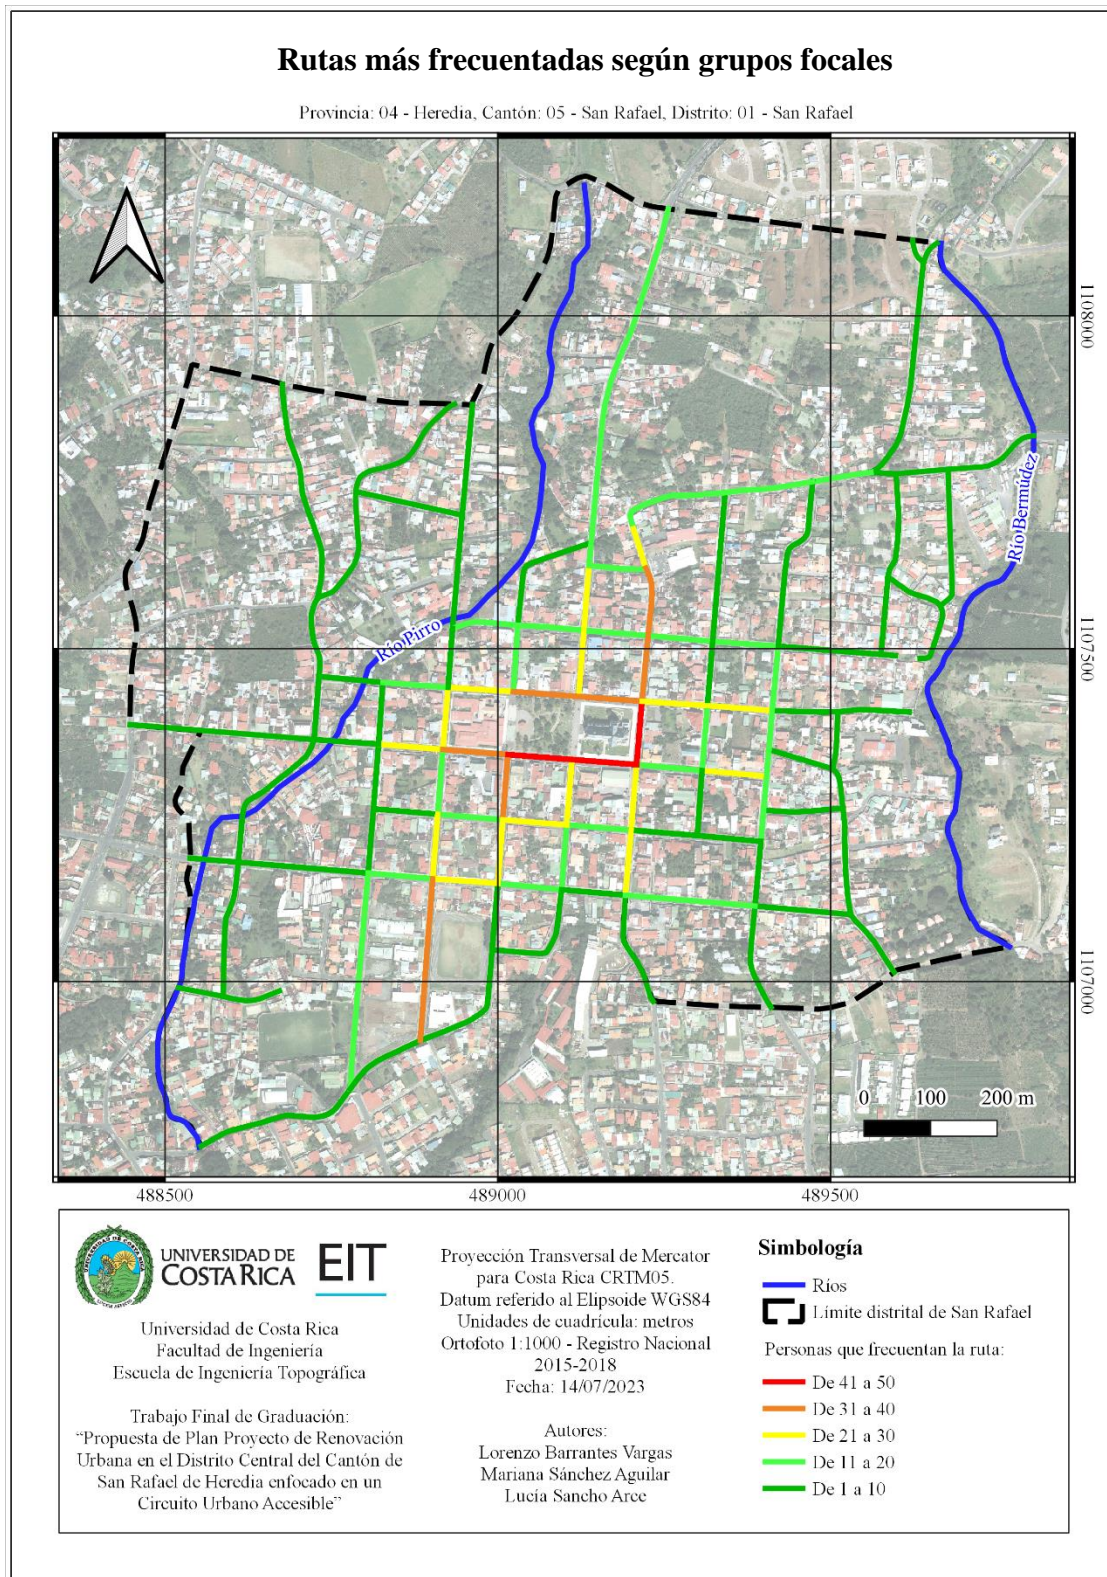 Rutas más frecuentadas según grupos focales
Provincia: 04 - Heredia, Cantón: 05 - San Rafael, Distrito: 01 - San Rafael
1108000
Río Bermúdez
Río Pirro
1107500
1107000
0 100 200 m
488500 489000 489500
UNIVERSIDAD DE
COSTA RICA
EIT
Universidad de Costa Rica
Facultad de Ingeniería
Escuela de Ingeniería Topográfica
Trabajo Final de Graduación:
“Propuesta de Plan Proyecto de Renovación
Urbana en el Distrito Central del Cantón de
San Rafael de Heredia enfocado en un
Circuito Urbano Accesible”
Proyección Transversal de Mercator
para Costa Rica CRTM05.
Datum referido al Elipsoide WGS84
Unidades de cuadrícula: metros
Ortofoto 1:1000 - Registro Nacional
2015-2018
Fecha: 14/07/2023
Autores:
Lorenzo Barrantes Vargas
Mariana Sánchez Aguilar
Lucía Sancho Arce
Simbología
Ríos
Límite distrital de San Rafael
Personas que frecuentan la ruta:
De 41 a 50
De 31 a 40
De 21 a 30
De 11 a 20
De 1 a 10